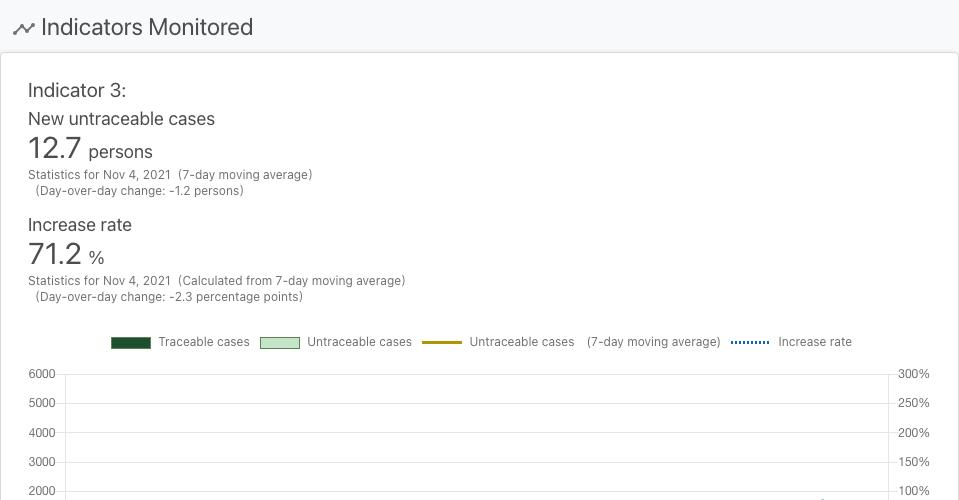 Indicators Monitored
Indicator 3:
New untraceable cases
12.7 persons
Statistics for Nov 4, 2021 (7-day moving average)
(Day-over-day change: -1.2 persons)
Increase rate
71.2 %
Statistics for Nov 4, 2021 (Calculated from 7-day moving average)
(Day-over-day change: -2.3 percentage points)
Traceable cases Untraceable cases Untraceable cases (7-day moving average) Increase rate
6000 300%
5000 250%
4000 200%
3000 150%
2000 100%